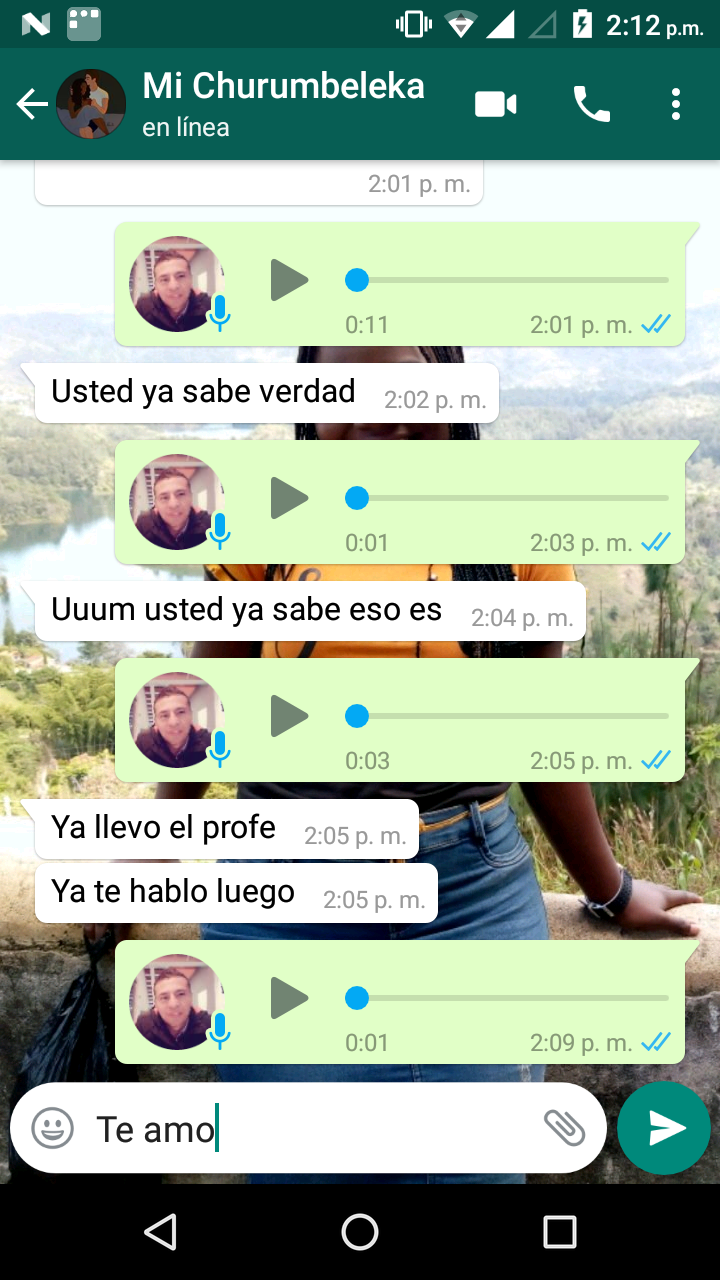 2:12 p.m.
Mi Churumbeleka
en línea
2:01 p. m.
0:11 2:01 p. m.
Usted ya sabe verdad 2:02 p. m.
0:01 2:03 p. m.
Uuum usted ya sabe eso es 2:04 p. m.
0:03 2:05 p. m.
Ya llevo el profe 2:05 p. m.
Ya te hablo luego 2:05 p. m.
0:01 2:09 p. m.
Te amo